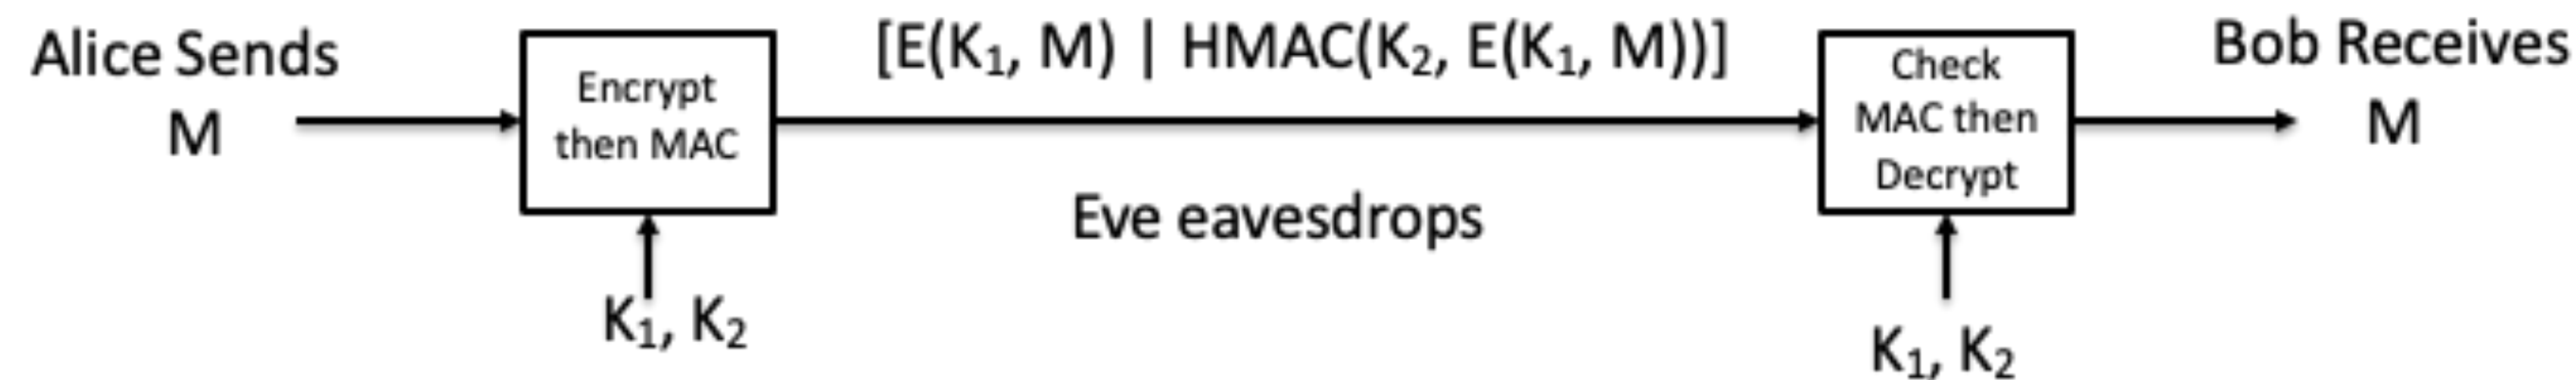 Alice Sends
M
Encrypt
then MAC
K₁, K₂
[E(K₁, M) | HMAC(K₂, E(K₁, M))]
Eve eavesdrops
Check
MAC then
Decrypt
K₁, K₂
Bob Receives
M